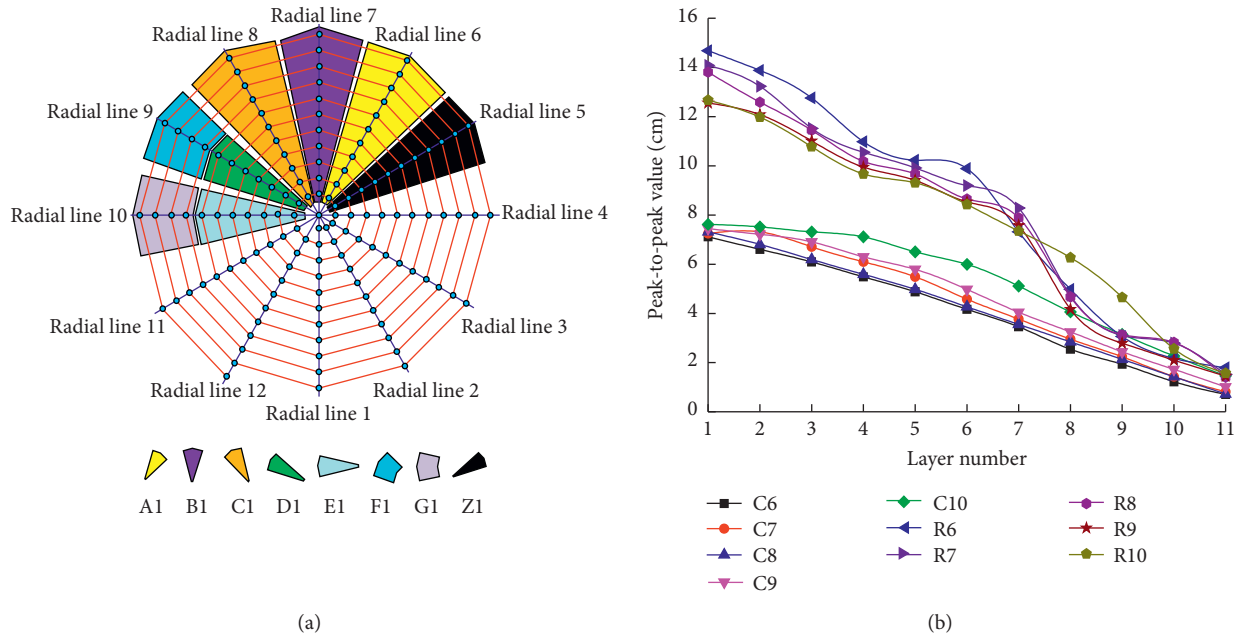 Radial line 7
Radial line 8
Radial line 6
Radial line 9
Radial line 5
Radial line 10
Radial line 4
Radial line 11
Radial line 3
Radial line 12
Radial line 2
Radial line 1
A1 B1 C1 D1 E1 F1 G1 Z1
(a)
16
14
12
10
8
6
4
2
0
Peak-to-peak value (cm)
1 2 3 4 5 6 7 8 9 10 11
Layer number
C6 C10 R8
C7 R6 R9
C8 R7 R10
C9
(b)